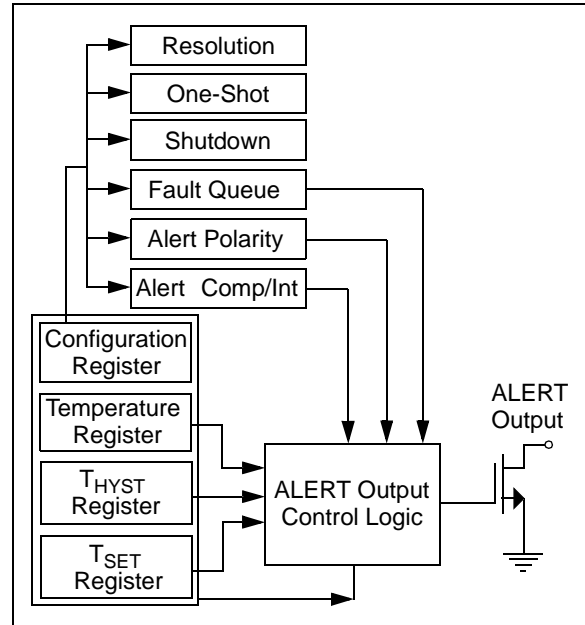 Resolution
One-Shot
Shutdown
Fault Queue
Alert Polarity
Alert Comp/Int
Configuration
Register
Temperature
Register
THYST
Register
TSET
Register
ALERT Output
Control Logic
ALERT
Output